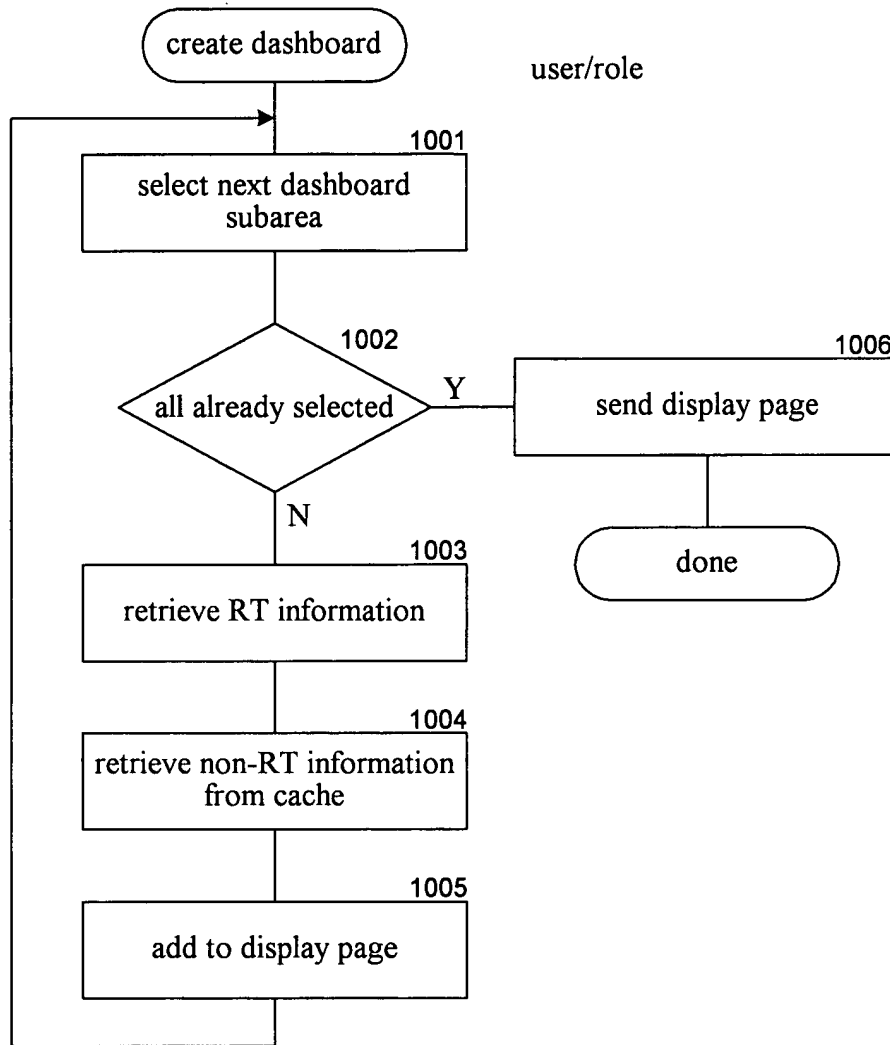 create dashboard
user/role
1001
select next dashboard
subarea
1002
all already selected
Y
1006
send display page
done
N
1003
retrieve RT information
1004
retrieve non-RT information
from cache
1005
add to display page